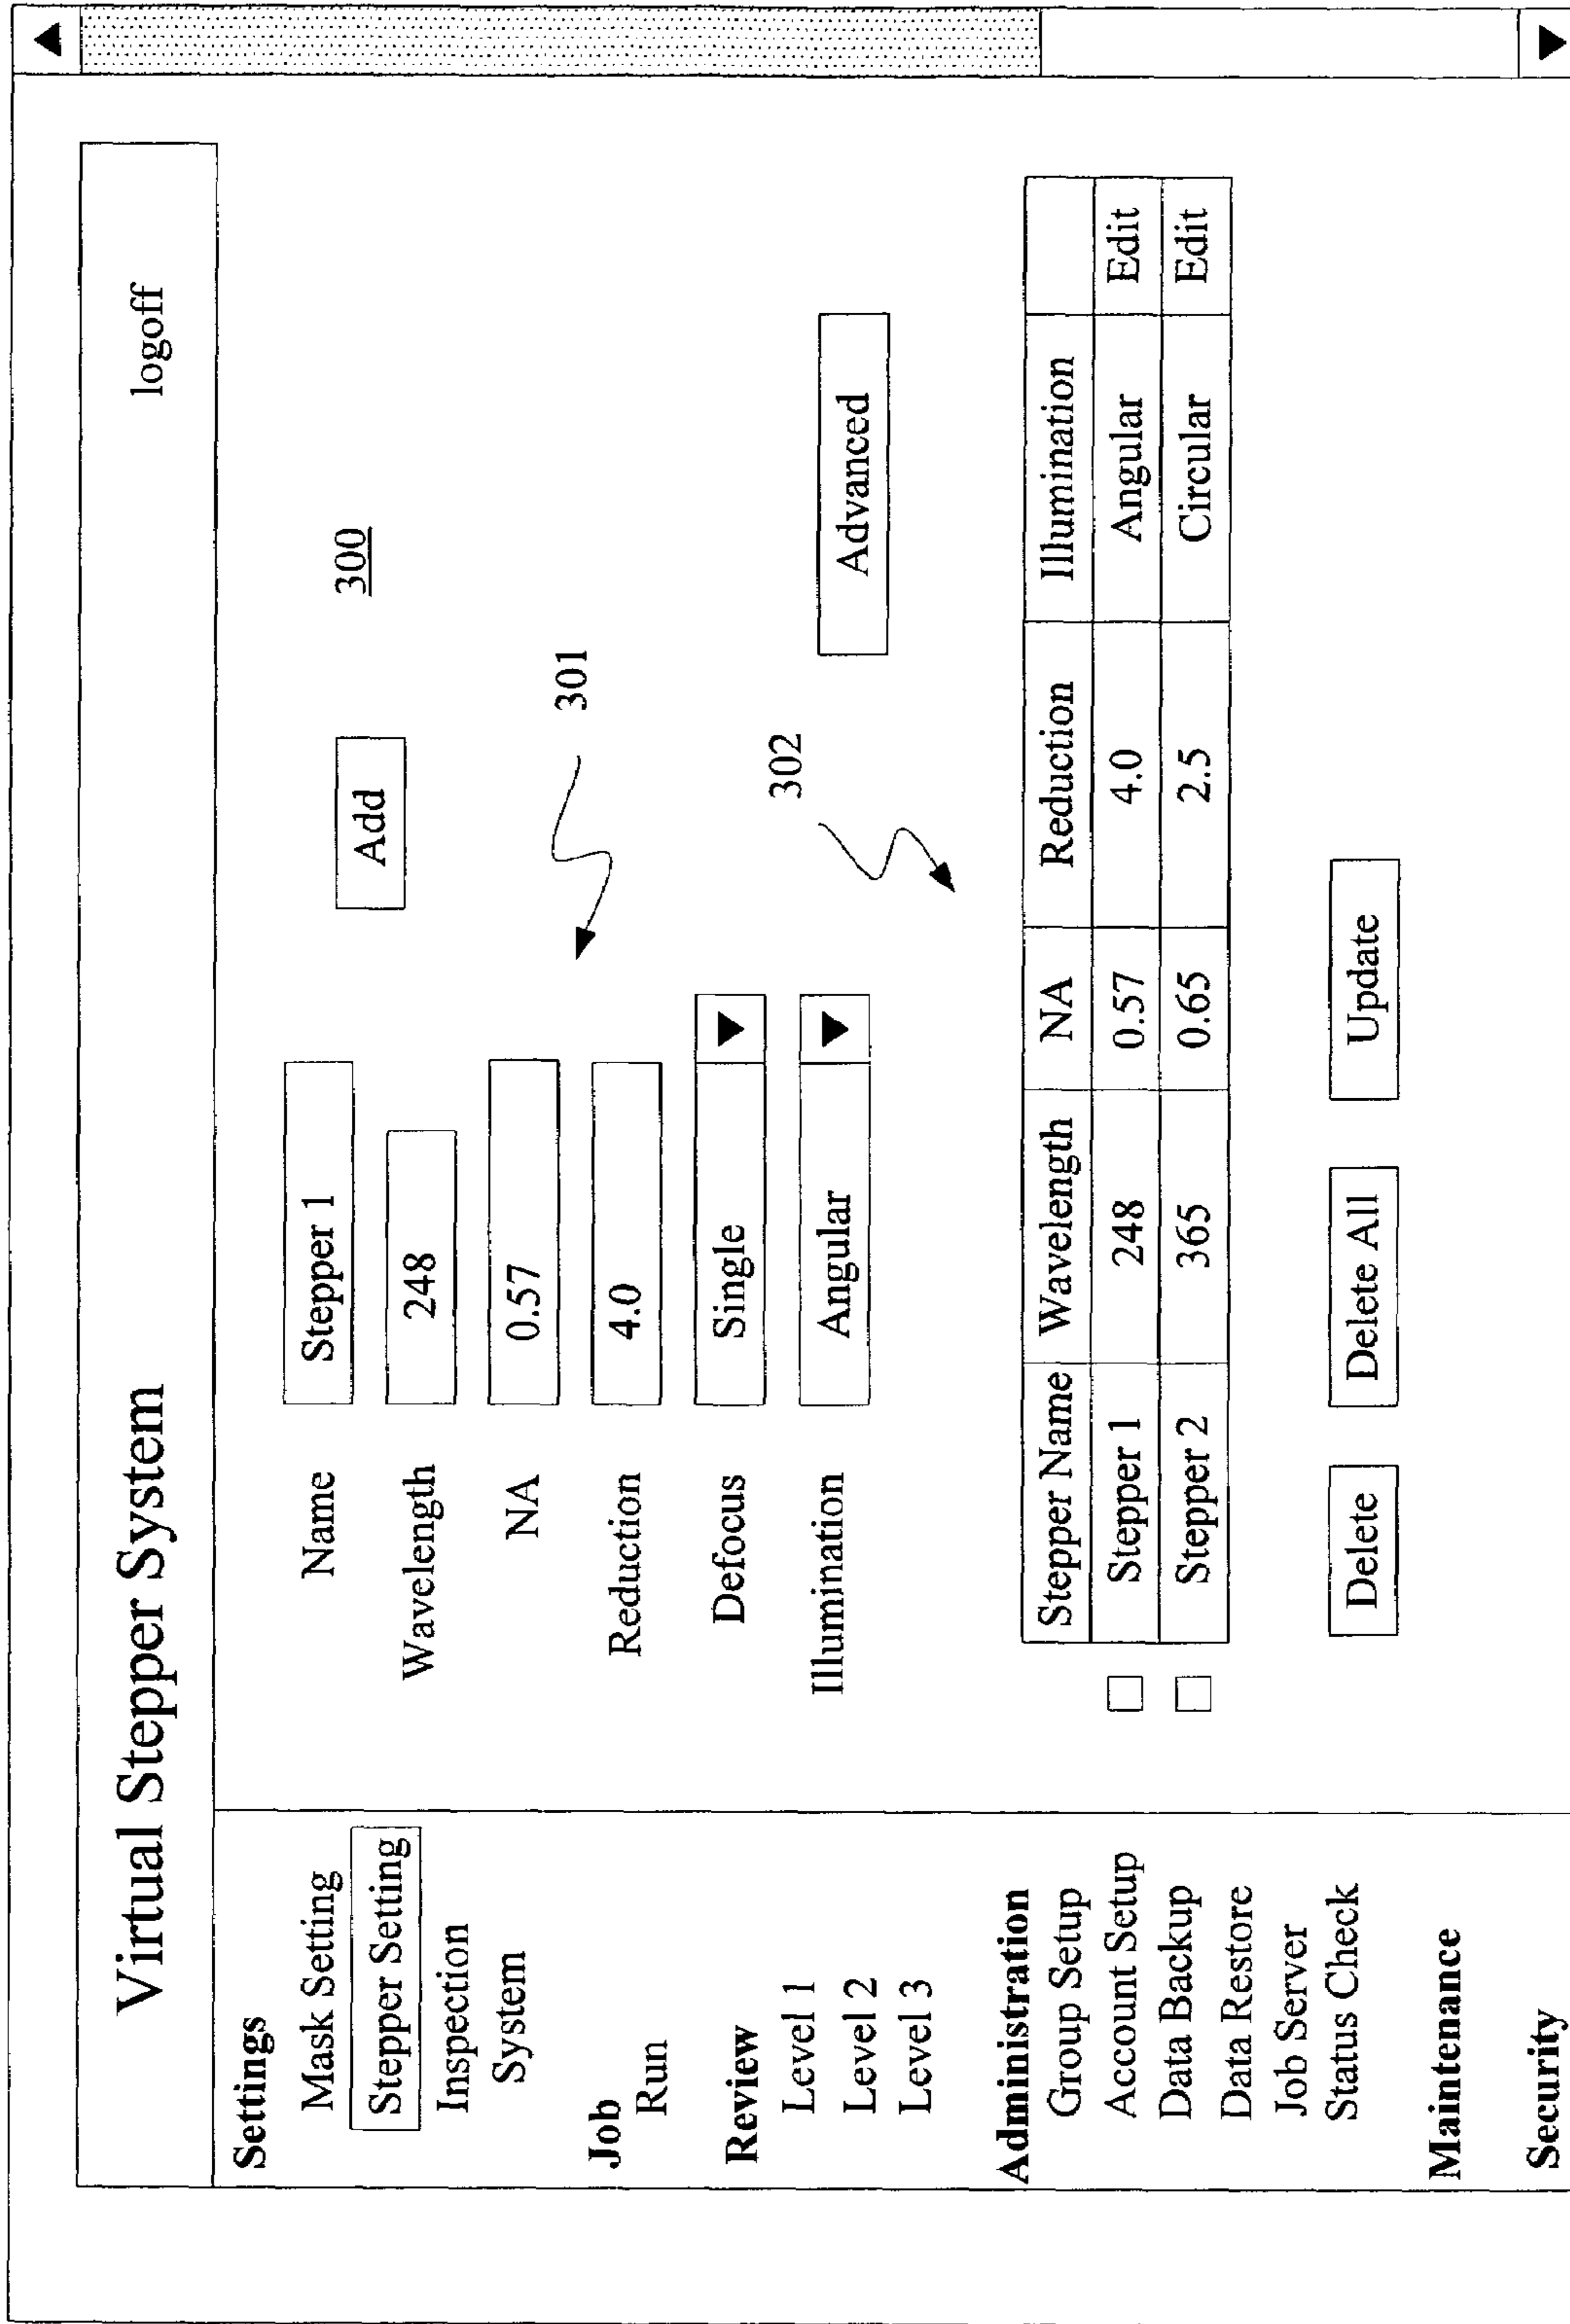 Virtual Stepper System
logoff
Settings
Mask Setting
Stepper Setting
Inspection
System
Job
Run
Review
Level 1
Level 2
Level 3
Administration
Group Setup
Account Setup
Data Backup
Data Restore
Job Server
Status Check
Maintenance
Security
300
Name Stepper 1 Add
Wavelength 248
NA 0.57
301
Reduction 4.0
Defocus Single
302
Illumination Angular Advanced
Stepper Name Wavelength NA Reduction Illumination
Stepper 1 248 0.57 4.0 Angular Edit
Stepper 2 365 0.65 2.5 Circular Edit
Delete Delete All Update